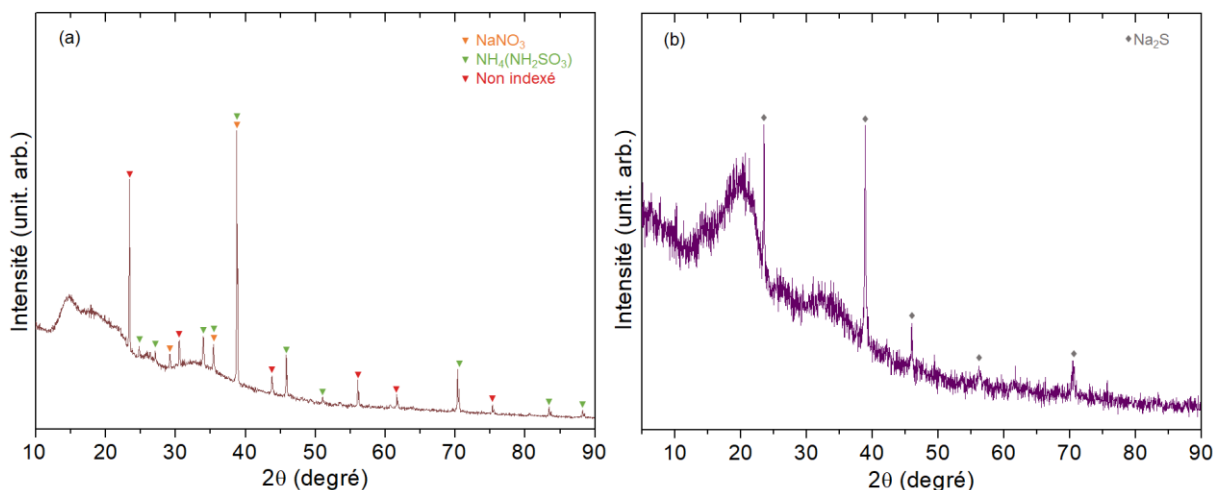 (a)
NaNO3
NH4(NH2SO3)
Non indexé
Intensité (unit. arb.)
10 20 30 40 50 60 70 80 90
2θ (degré)
(b)
Na2S
Intensité (unit. arb.)
10 20 30 40 50 60 70 80 90
2θ (degré)